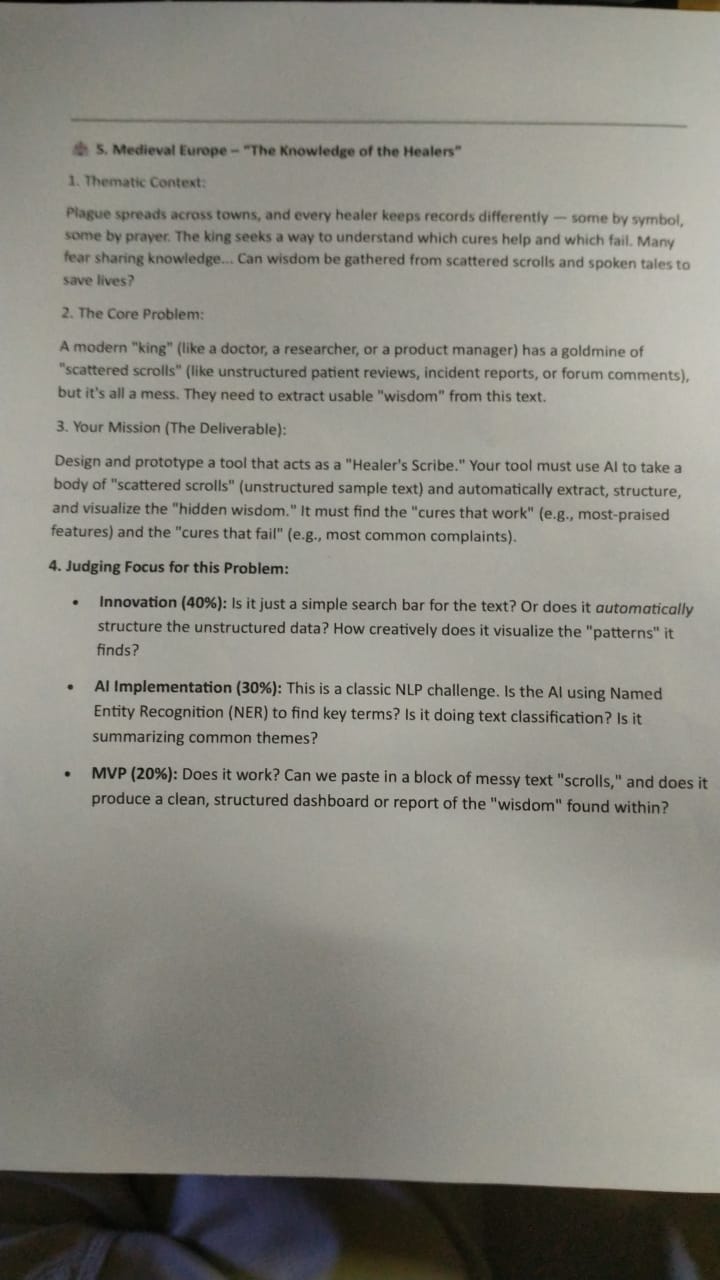 5. Medieval Europe – "The Knowledge of the Healers"
1. Thematic Context:
Plague spreads across towns, and every healer keeps records differently — some by symbol,
some by prayer. The king seeks a way to understand which cures help and which fail. Many
fear sharing knowledge... Can wisdom be gathered from scattered scrolls and spoken tales to
save lives?
2. The Core Problem:
A modern "king" (like a doctor, a researcher, or a product manager) has a goldmine of
"scattered scrolls" (like unstructured patient reviews, incident reports, or forum comments),
but it's all a mess. They need to extract usable "wisdom" from this text.
3. Your Mission (The Deliverable):
Design and prototype a tool that acts as a "Healer's Scribe." Your tool must use AI to take a
body of "scattered scrolls" (unstructured sample text) and automatically extract, structure,
and visualize the "hidden wisdom." It must find the "cures that work" (e.g., most-praised
features) and the "cures that fail" (e.g., most common complaints).
4. Judging Focus for this Problem:
• Innovation (40%): Is it just a simple search bar for the text? Or does it automatically
structure the unstructured data? How creatively does it visualize the "patterns" it
finds?
• AI Implementation (30%): This is a classic NLP challenge. Is the AI using Named
Entity Recognition (NER) to find key terms? Is it doing text classification? Is it
summarizing common themes?
• MVP (20%): Does it work? Can we paste in a block of messy text "scrolls," and does it
produce a clean, structured dashboard or report of the "wisdom" found within?